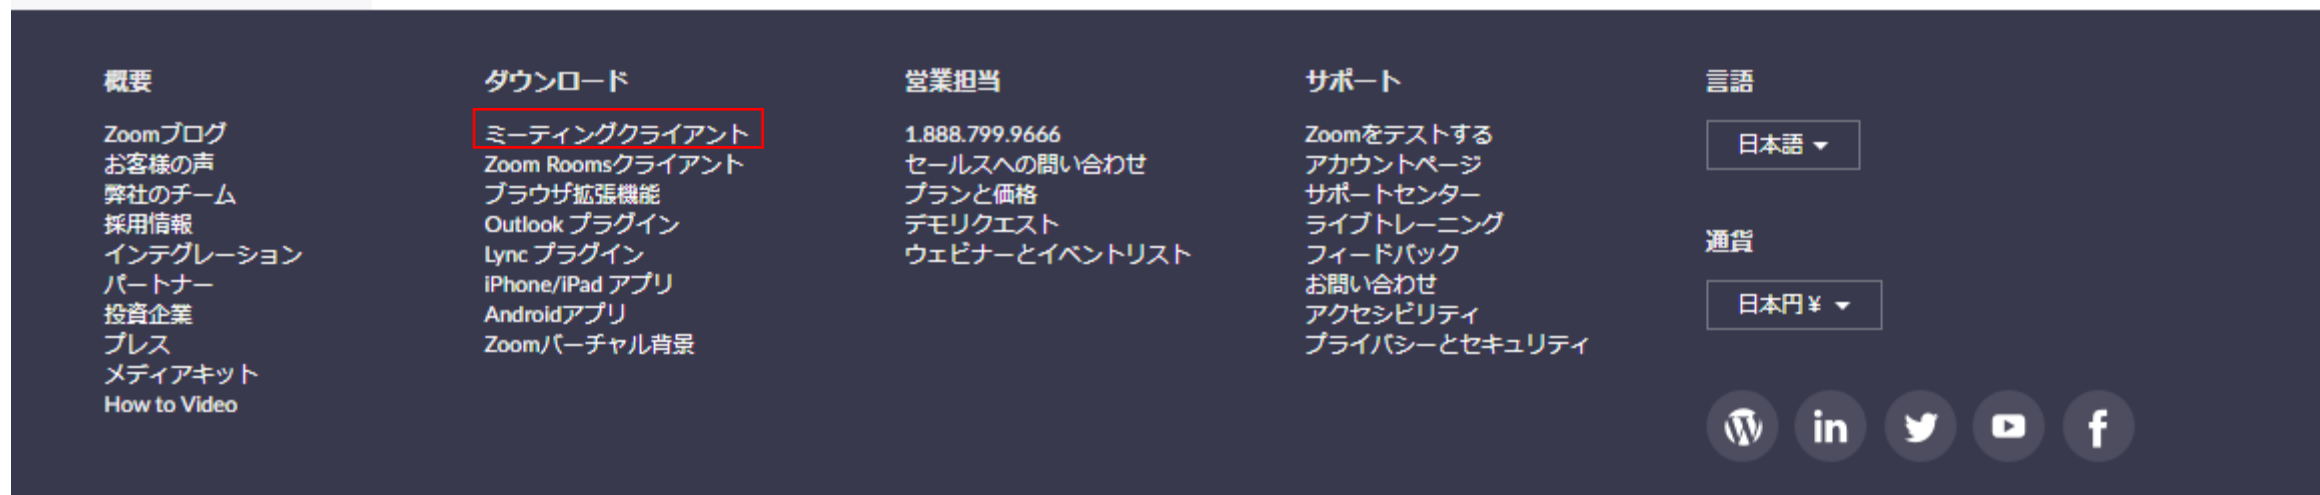 概要
Zoomブログ
お客様の声
弊社のチーム
採用情報
インテグレーション
パートナー
投資企業
プレス
メディアキット
How to Video
ダウンロード
ミーティングクライアント
Zoom Roomsクライアント
ブラウザ拡張機能
Outlook プラグイン
Lync プラグイン
iPhone/iPad アプリ
Androidアプリ
Zoomバーチャル背景
営業担当
1.888.799.9666
セールスへの問い合わせ
プランと価格
デモリクエスト
ウェビナーとイベントリスト
サポート
Zoomをテストする
アカウントページ
サポートセンター
ライブトレーニング
フィードバック
お問い合わせ
アクセシビリティ
プライバシーとセキュリティ
言語
日本語
通貨
日本円 ¥